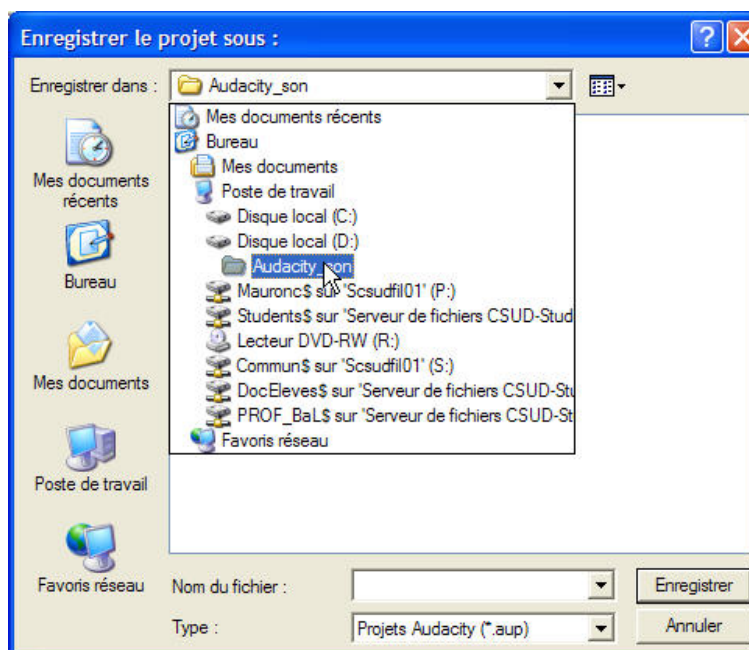 Enregistrer le projet sous :
Enregistrer dans :
Audacity_son
Mes documents récents
Bureau
Mes documents
Poste de travail
Disque local (C:)
Disque local (D:)
Audacity_son
Mauronc$ sur 'Scsudfil01' (P:)
Students$ sur 'Serveur de fichiers CSUD-Stud
Lecteur DVD-RW (R:)
Commun$ sur 'Scsudfil01' (S:)
DocEleves$ sur 'Serveur de fichiers CSUD-Stu
PROF_BaL$ sur 'Serveur de fichiers CSUD-St
Favoris réseau
Mes documents
récents
Bureau
Mes documents
Poste de travail
Favoris réseau
Nom du fichier :
Enregistrer
Type :
Projets Audacity (*.aup)
Annuler